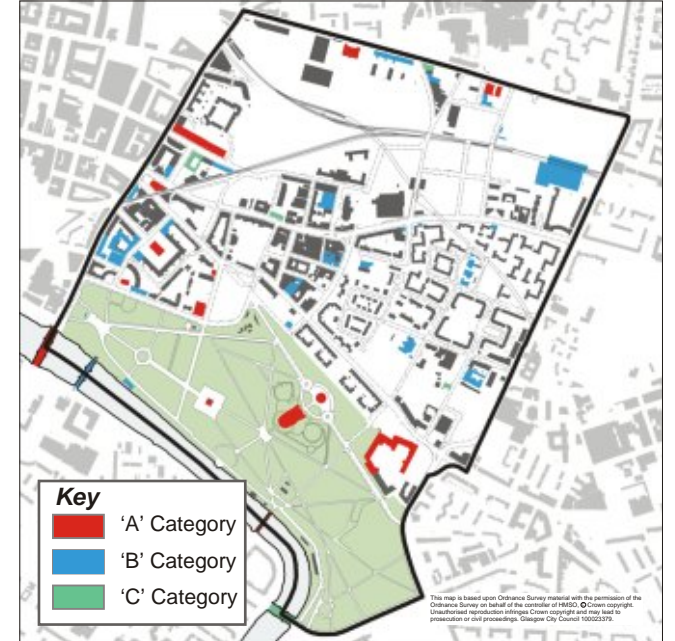 Key
'A' Category
'B' Category
'C' Category
This map is based upon Ordnance Survey material with the permission of the
Ordnance Survey on behalf of the controller of HMSO, © Crown copyright.
Unauthorised reproduction infringes Crown copyright and may lead to
prosecution or civil proceedings. Glasgow City Council 100023379.